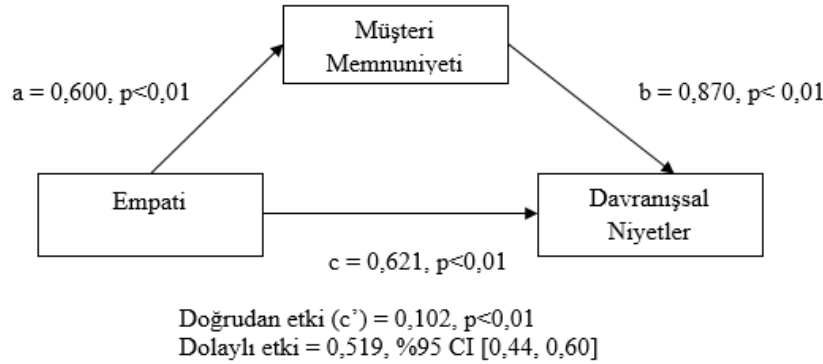 Müşteri
Memnuniyeti
a = 0,600, p<0,01
b = 0,870, p< 0,01
Empati
Davranışsal
Niyetler
c = 0,621, p<0,01
Doğrudan etki (c’) = 0,102, p<0,01
Dolaylı etki = 0,519, %95 CI [0,44, 0,60]